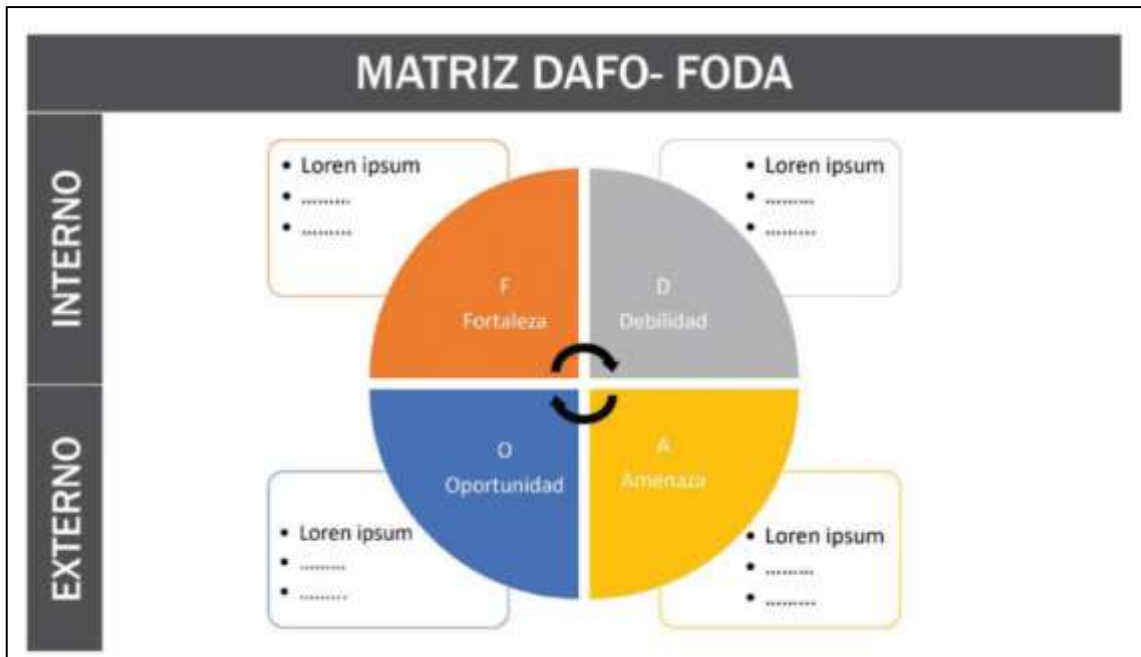 MATRIZ DAFO- FODA
INTERNO
• Loren ipsum
• .........
• .........
• Loren ipsum
• .........
• .........
F
Fortaleza
D
Debilidad
EXTERNO
O
Oportunidad
A
Amenaza
• Loren ipsum
• .........
• .........
• Loren ipsum
• .........
• .........